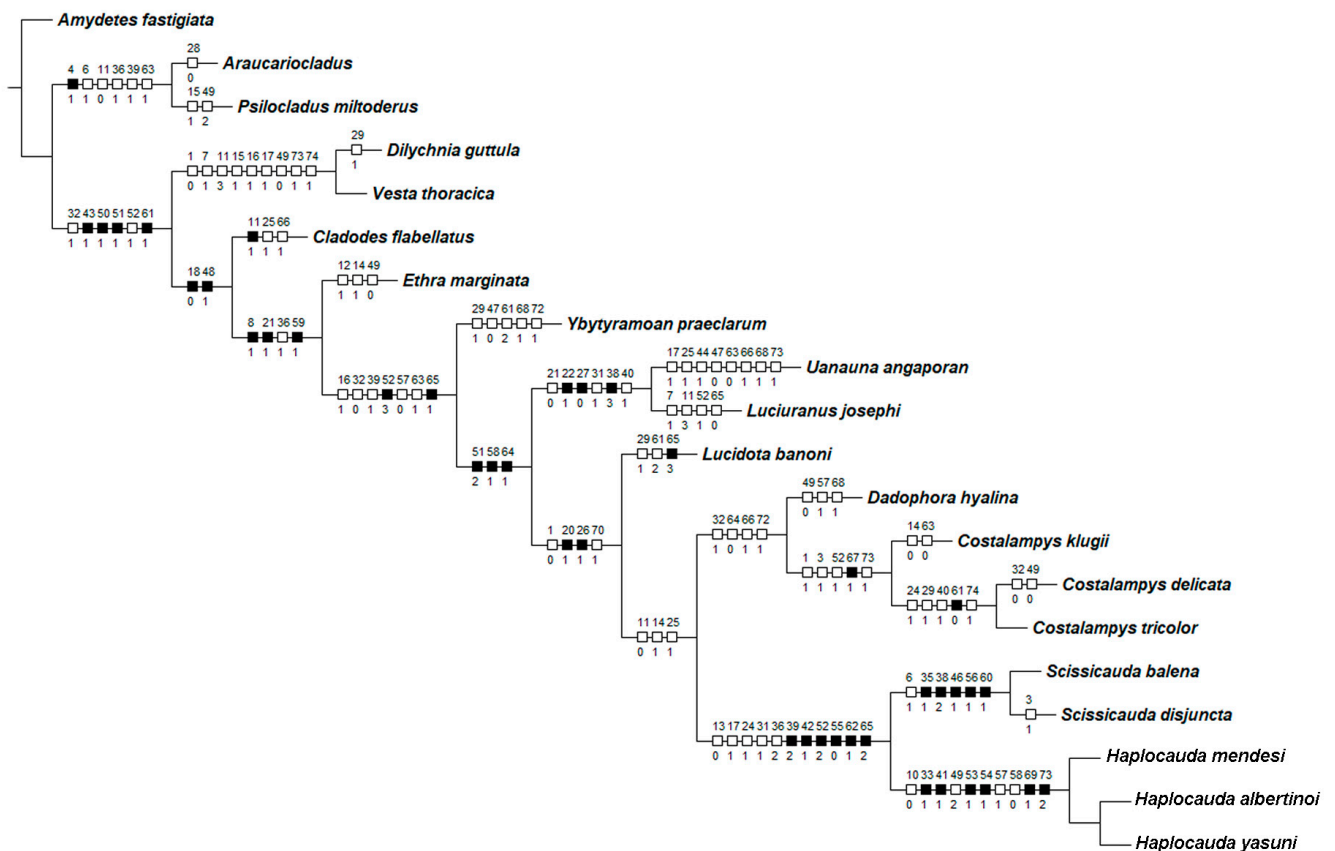 Amydetes fastigiata
28
Araucariocladus
4 6 11 36 39 63
0
1 1 0 1 1 1
15 49
Psilocladus miltoderus
1 2
29
Dilychnia guttula
1 7 11 15 16 17 49 73 74
1
0 1 3 1 1 1 0 1 1
Vesta thoracica
32 43 50 51 52 61
11 25 66
Cladodes flabellatus
1 1 1 1 1 1
1 1 1
18 48
12 14 49
Ethra marginata
0 1
1 1 0
8 21 36 59
29 47 61 68 72
Ybytyramoan praeclarum
1 1 1 1
1 0 2 1 1
17 25 44 47 63 66 68 73
Uanauna angaporan
16 32 39 52 57 63 65
21 22 27 31 38 40
1 1 1 0 0 1 1 1
1 0 1 3 0 1 1
0 1 0 1 3 1
7 11 52 65
Luciuranus josephi
1 3 1 0
51 58 64
29 61 65
Lucidota banoni
2 1 1
1 2 3
49 57 68
Dadophora hyalina
0 1 1
1 20 26 70
32 64 66 72
14 63
Costalampys klugii
0 1 1 1
1 0 1 1
0 0
1 3 52 67 73
32 49
Costalampys delicata
1 1 1 1 1
0 0
24 29 40 61 74
1 1 1 0 1
Costalampys tricolor
11 14 25
0 1 1
6 35 38 46 56 60
Scissicauda balena
1 1 2 1 1 1
3
Scissicauda disjuncta
1
13 17 24 31 36 39 42 52 55 62 65
0 1 1 1 2 2 1 2 0 1 2
Haplocauda mendesi
10 33 41 49 53 54 57 58 69 73
0 1 1 2 1 1 1 0 1 2
Haplocauda albertinoi
Haplocauda yasuni